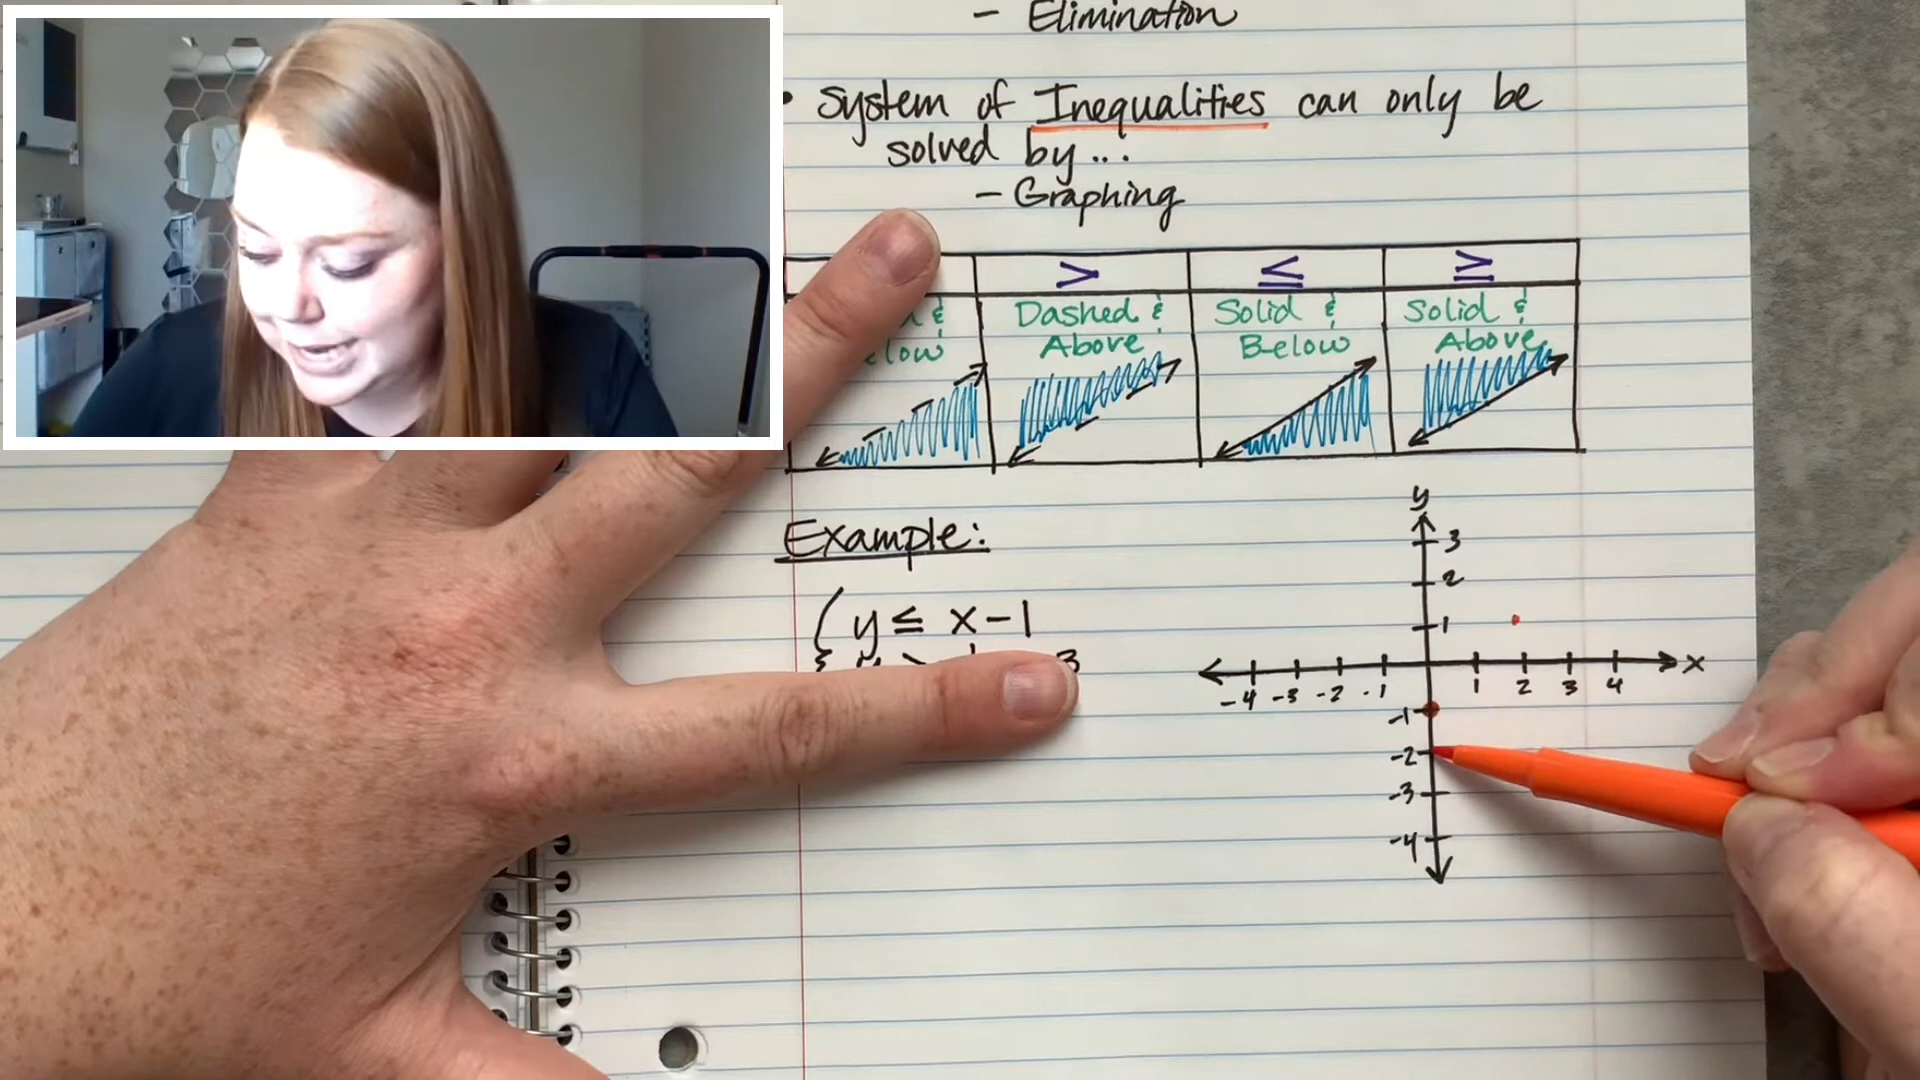 - Elimination
• System of Inequalities can only be
solved by...
- Graphing
> ≤ ≥
Dashed & Solid & Solid &
Above Below Above
Example:
y ≤ x - 1
3
y
3
2
1
x
-4 -3 -2 -1 1 2 3 4
-1
-2
-3
-4